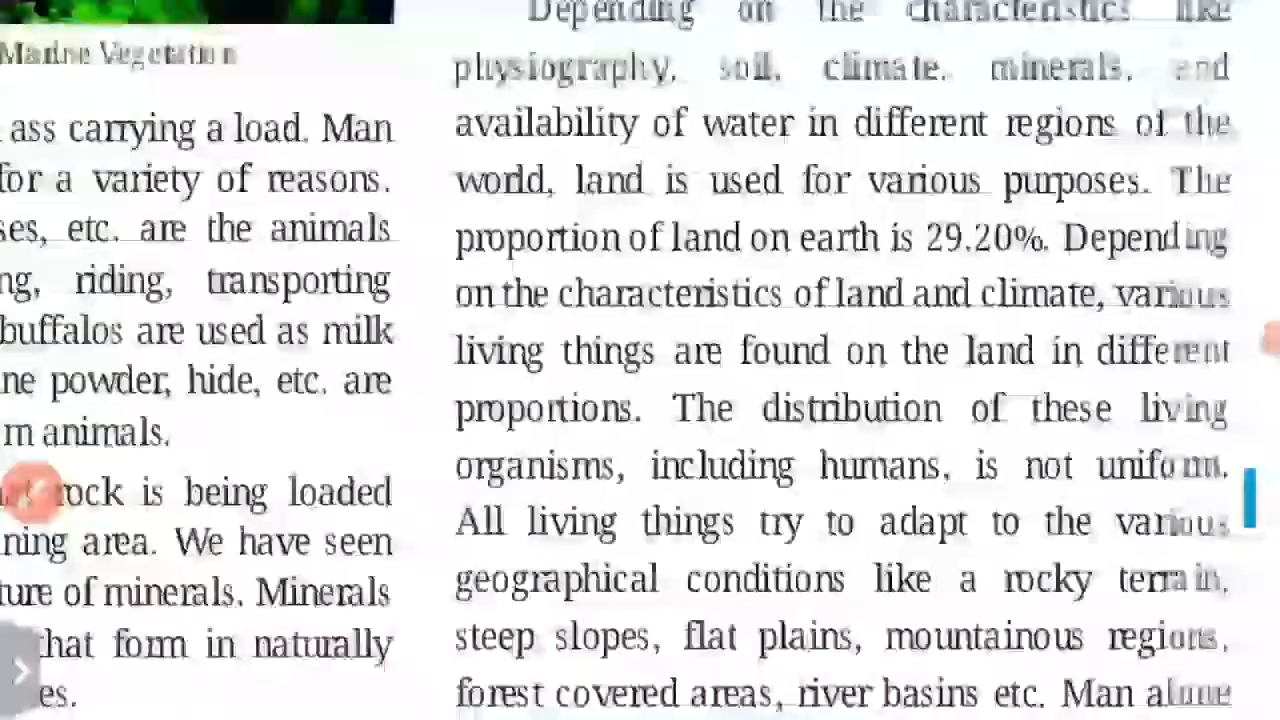 Marine Vegetation
ass carrying a load. Man
for a variety of reasons.
ses, etc. are the animals
ng, riding, transporting
buffalos are used as milk
ne powder, hide, etc. are
m animals.
rock is being loaded
ning area. We have seen
ture of minerals. Minerals
that form in naturally
es.
Depending on the characteristics like
physiography, soil, climate, minerals, and
availability of water in different regions of the
world, land is used for various purposes. The
proportion of land on earth is 29.20%. Depending
on the characteristics of land and climate, various
living things are found on the land in different
proportions. The distribution of these living
organisms, including humans, is not uniform.
All living things try to adapt to the various
geographical conditions like a rocky terrain,
steep slopes, flat plains, mountainous regions,
forest covered areas, river basins etc. Man alone